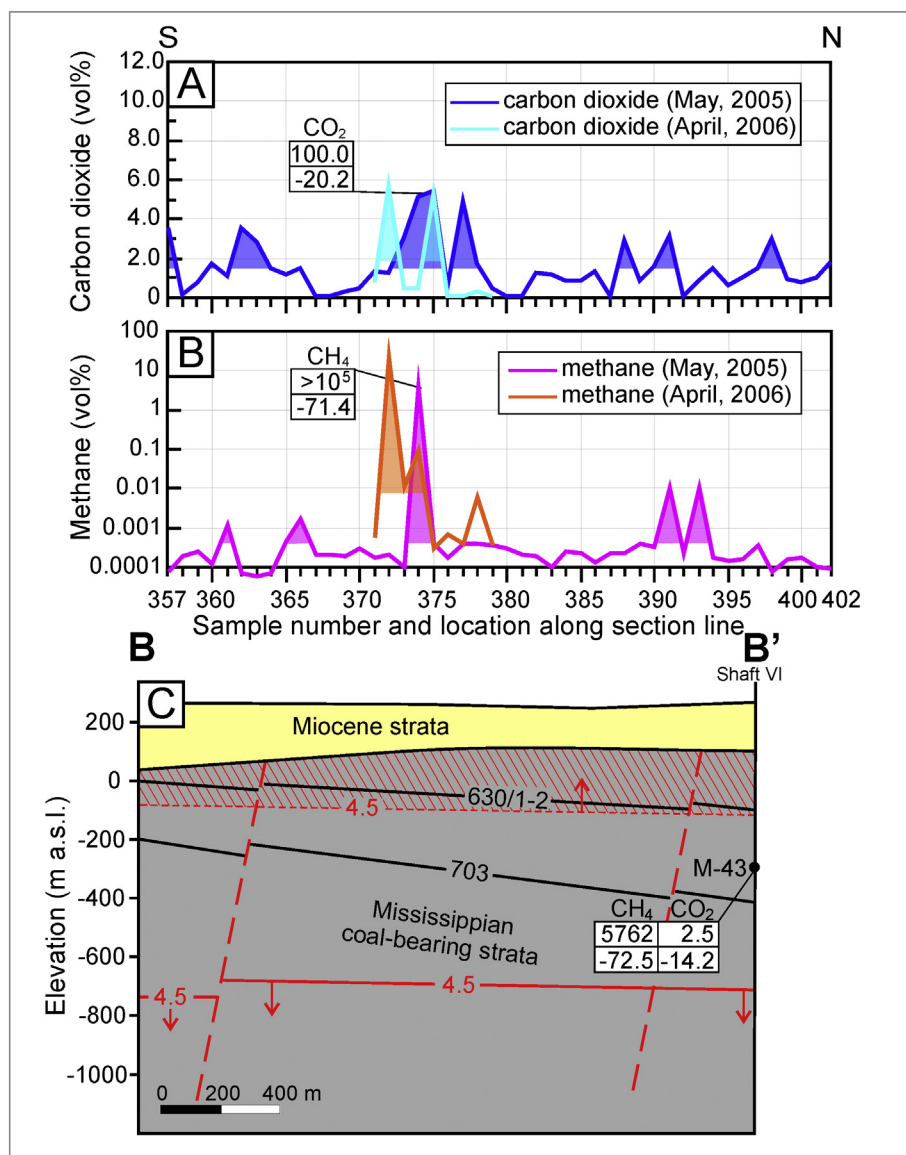 S N
A
Carbon dioxide (vol%)
12.0
10.0
8.0
6.0
4.0
2.0
0
carbon dioxide (May, 2005)
carbon dioxide (April, 2006)
CO₂
100.0
-20.2
B
Methane (vol%)
100
10
1
0.1
0.01
0.001
0.0001
methane (May, 2005)
methane (April, 2006)
CH₄
>10⁵
-71.4
357 360 365 370 375 380 385 390 395 400 402
Sample number and location along section line
B B'
Shaft VI
C
Elevation (m a.s.l.)
200
0
-200
-400
-600
-800
-1000
Miocene strata
4.5
630/1-2
703
M-43
Mississippian
coal-bearing strata
CH₄ CO₂
5762 2.5
-72.5 -14.2
4.5
4.5
0 200 400 m